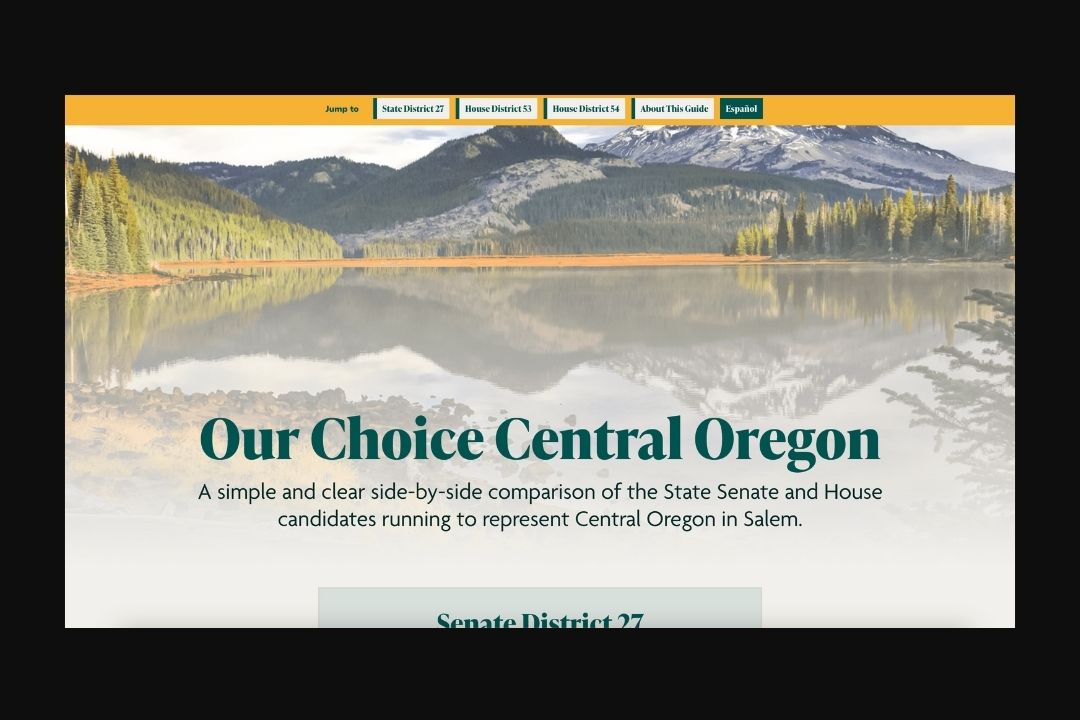 Jump to
State District 27
House District 53
House District 54
About This Guide
Español
Our Choice Central Oregon
A simple and clear side-by-side comparison of the State Senate and House
candidates running to represent Central Oregon in Salem.
Senate District 27